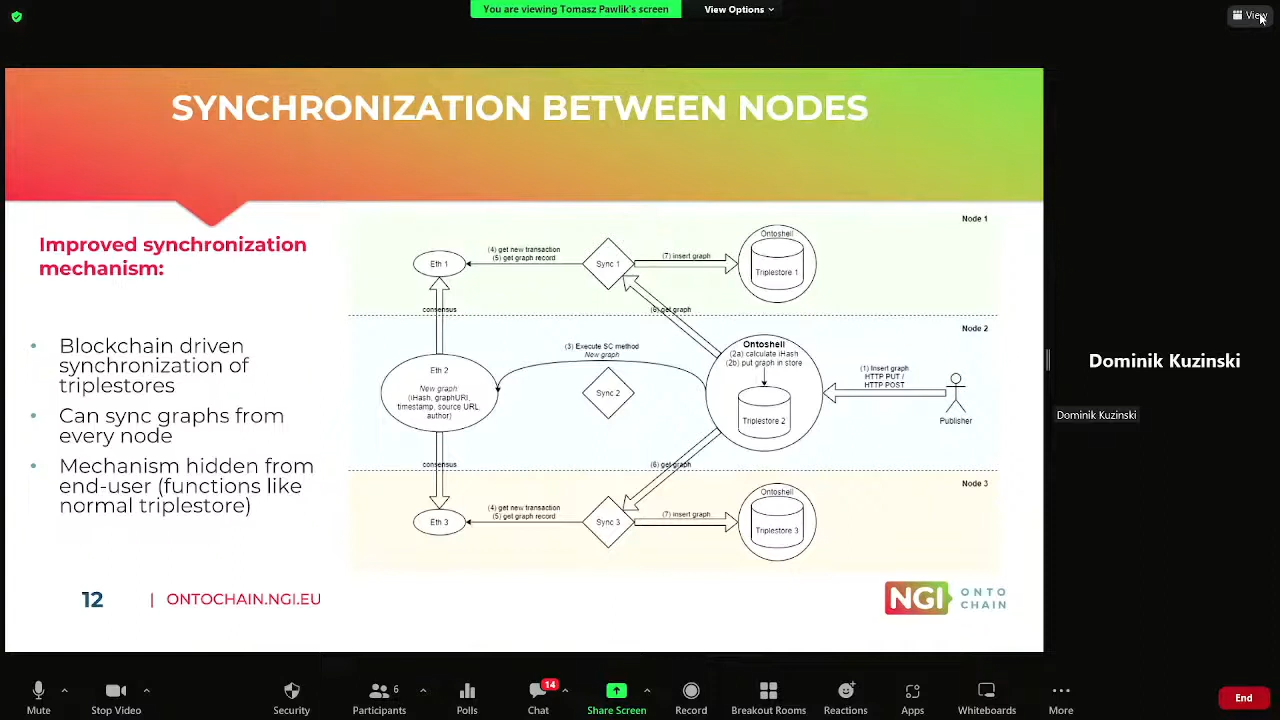 You are viewing Tomasz Pawlik's screen
View Options
View
SYNCHRONIZATION BETWEEN NODES
Improved synchronization
mechanism:
• Blockchain driven
synchronization of
triplestores
• Can sync graphs from
every node
• Mechanism hidden from
end-user (functions like
normal triplestore)
Node 1
Eth 1
(4) get new transaction
(5) get graph record
Sync 1
(7) insert graph
Ontoshell
Triplestore 1
consensus
(6) get graph
Node 2
Eth 2
New graph
(iHash, graphURI,
timestamp, source URL,
author)
(3) Execute SC method
New graph
Sync 2
Ontoshell
(2a) calculate iHash
(2b) put graph in store
Triplestore 2
(1) Insert graph
HTTP PUT /
HTTP POST
Publisher
consensus
(6) get graph
Node 3
Eth 3
(4) get new transaction
(5) get graph record
Sync 3
(7) insert graph
Ontoshell
Triplestore 3
12
| ONTOCHAIN.NGI.EU
NGI
ONTO
CHAIN
Dominik Kuzinski
Dominik Kuzinski
Mute
Stop Video
Security
6
Participants
Polls
14
Chat
Share Screen
Record
Breakout Rooms
Reactions
Apps
Whiteboards
More
End